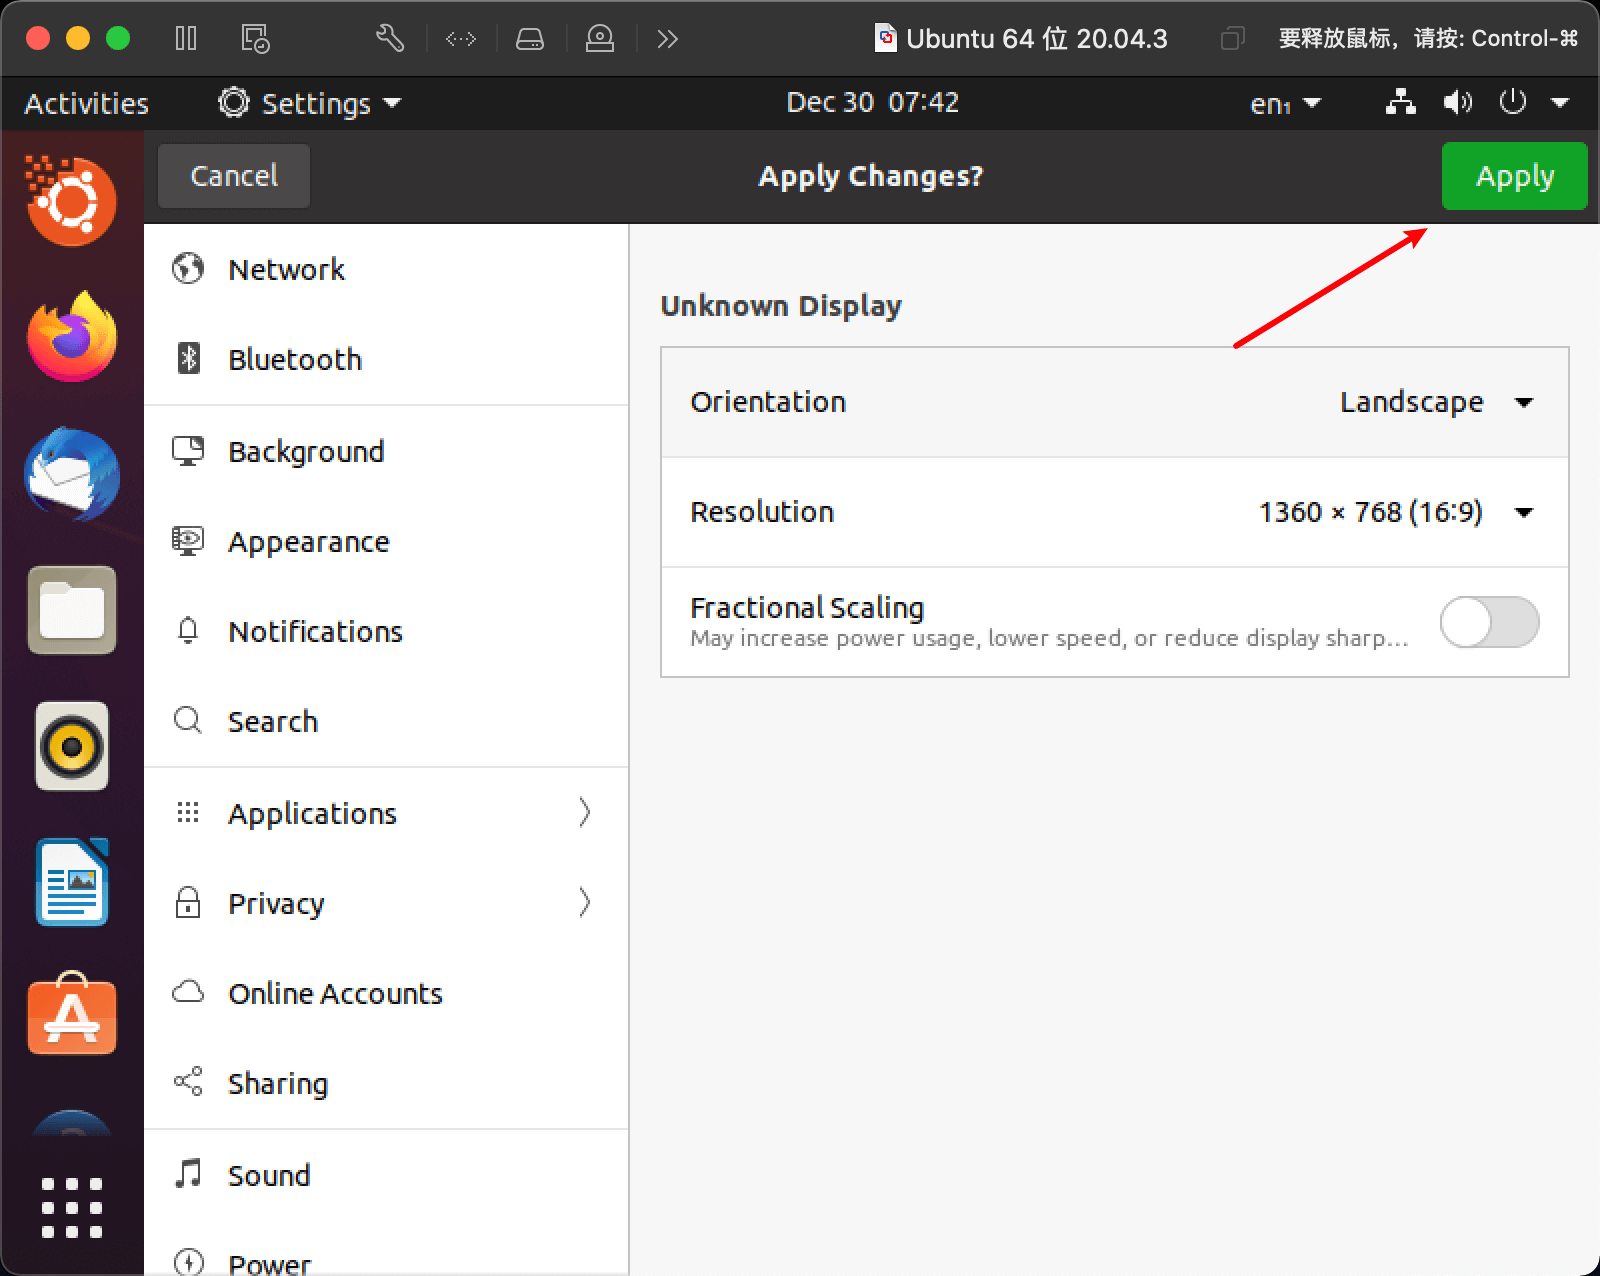 Ubuntu 64 位 20.04.3
要释放鼠标，请按: Control-⌘
Activities
Settings
Dec 30 07:42
en₁
Cancel
Apply Changes?
Apply
Network
Bluetooth
Background
Appearance
Notifications
Search
Applications
Privacy
Online Accounts
Sharing
Sound
Power
Unknown Display
Orientation
Landscape
Resolution
1360 × 768 (16:9)
Fractional Scaling
May increase power usage, lower speed, or reduce display sharp…